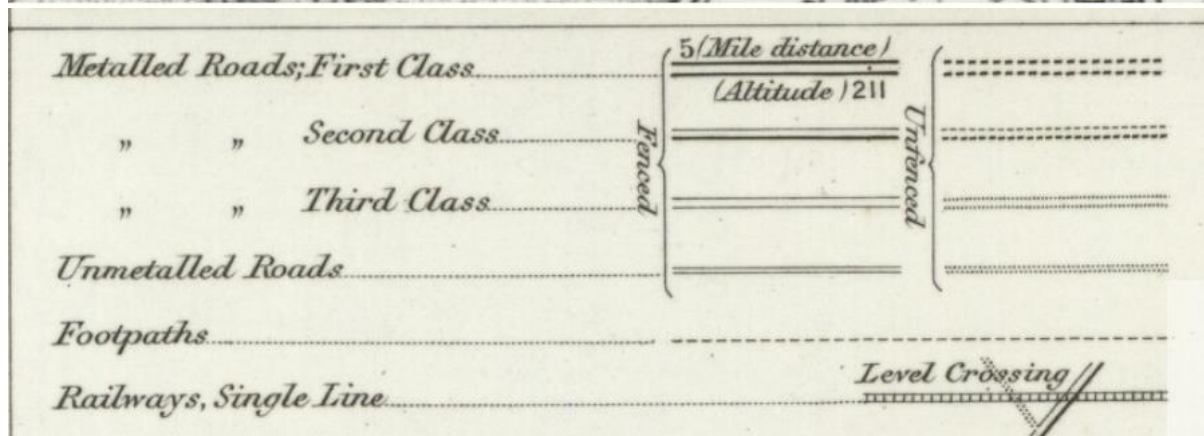 Metalled Roads; First Class
5 (Mile distance)
(Altitude) 211
„ „ Second Class
„ „ Third Class
Unmetalled Roads
Fenced
Unfenced
Footpaths
Railways, Single Line
Level Crossing